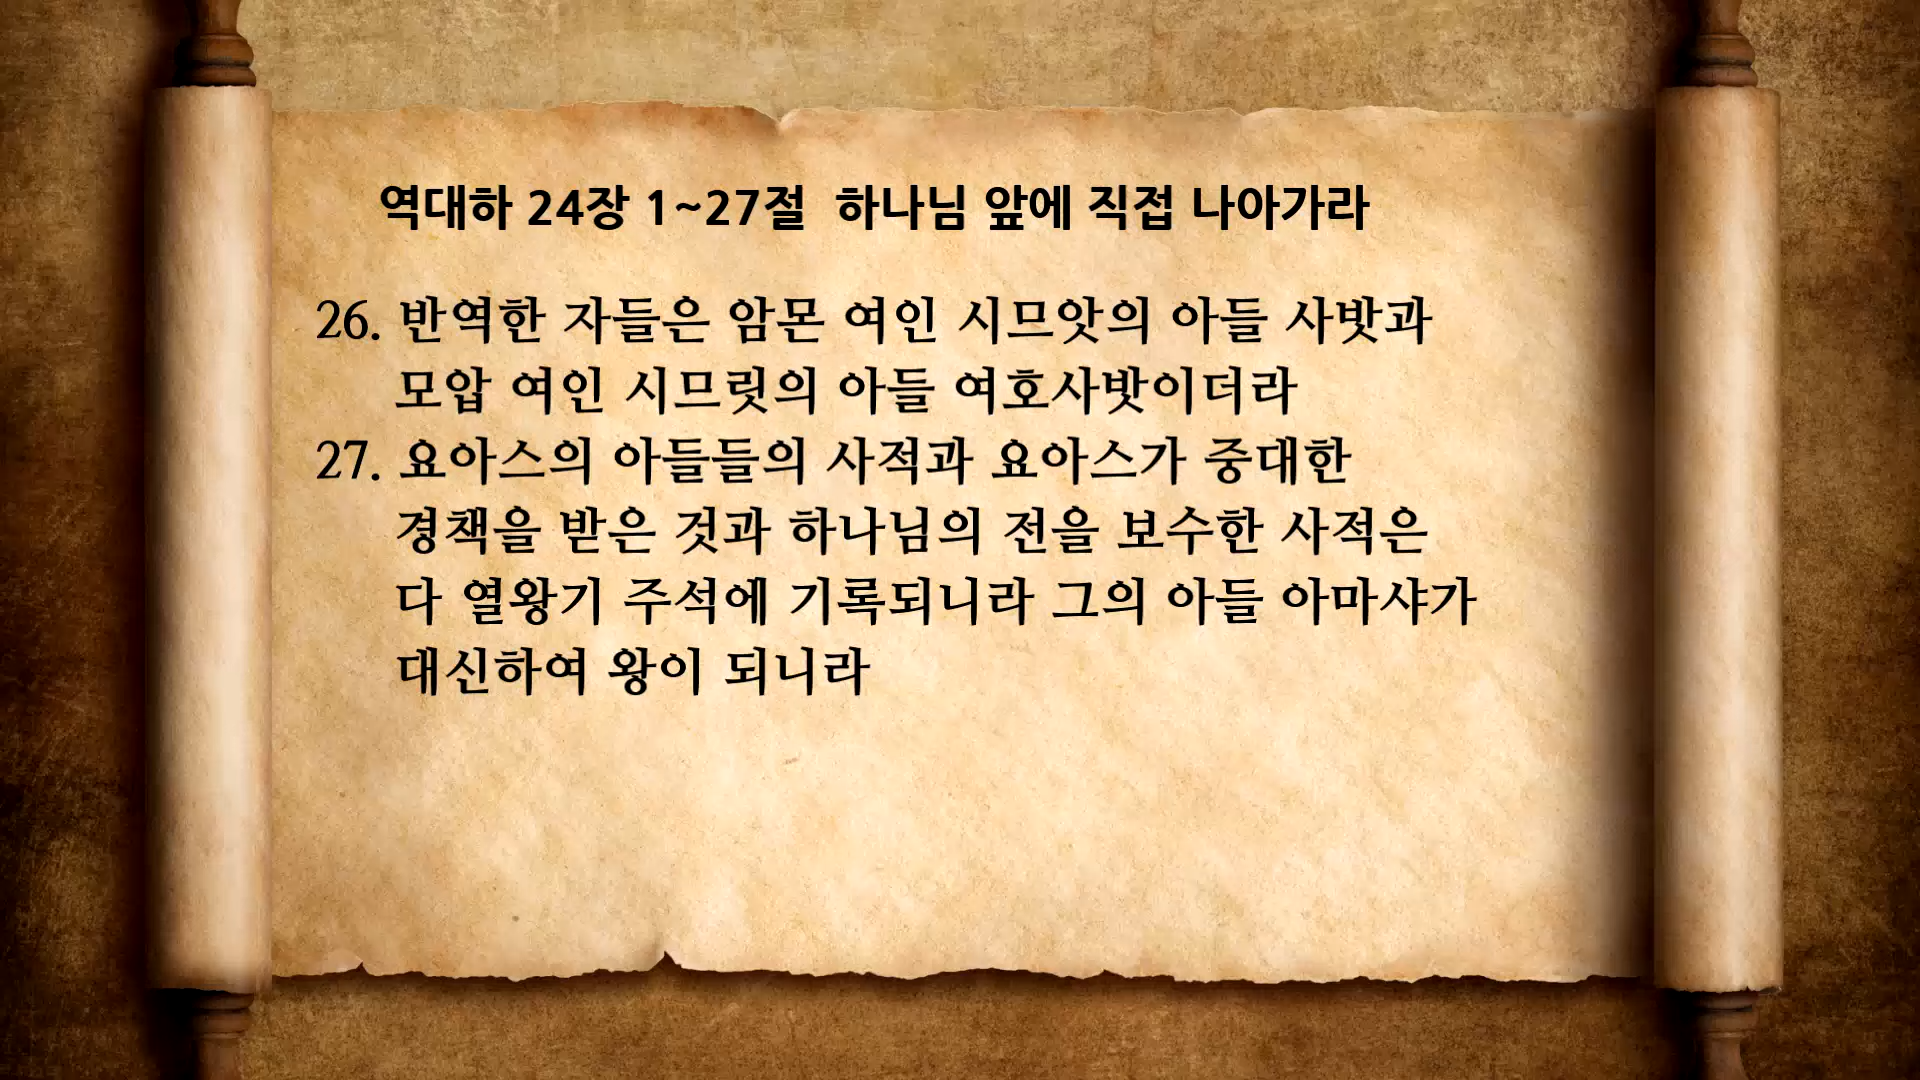 역대하 24장 1~27절  하나님 앞에 직접 나아가라
26. 반역한 자들은 암몬 여인 시므앗의 아들 사밧과
모압 여인 시므릿의 아들 여호사밧이더라
27. 요아스의 아들들의 사적과 요아스가 중대한
경책을 받은 것과 하나님의 전을 보수한 사적은
다 열왕기 주석에 기록되니라 그의 아들 아마샤가
대신하여 왕이 되니라